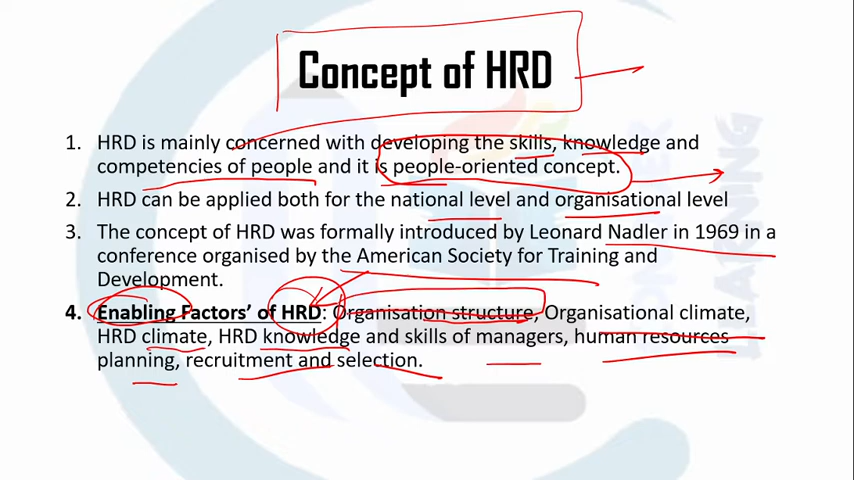 Concept of HRD
1. HRD is mainly concerned with developing the skills, knowledge and
competencies of people and it is people-oriented concept.
2. HRD can be applied both for the national level and organisational level
3. The concept of HRD was formally introduced by Leonard Nadler in 1969 in a
conference organised by the American Society for Training and
Development.
4. Enabling Factors’ of HRD: Organisation structure, Organisational climate,
HRD climate, HRD knowledge and skills of managers, human resources
planning, recruitment and selection.
LEARNING